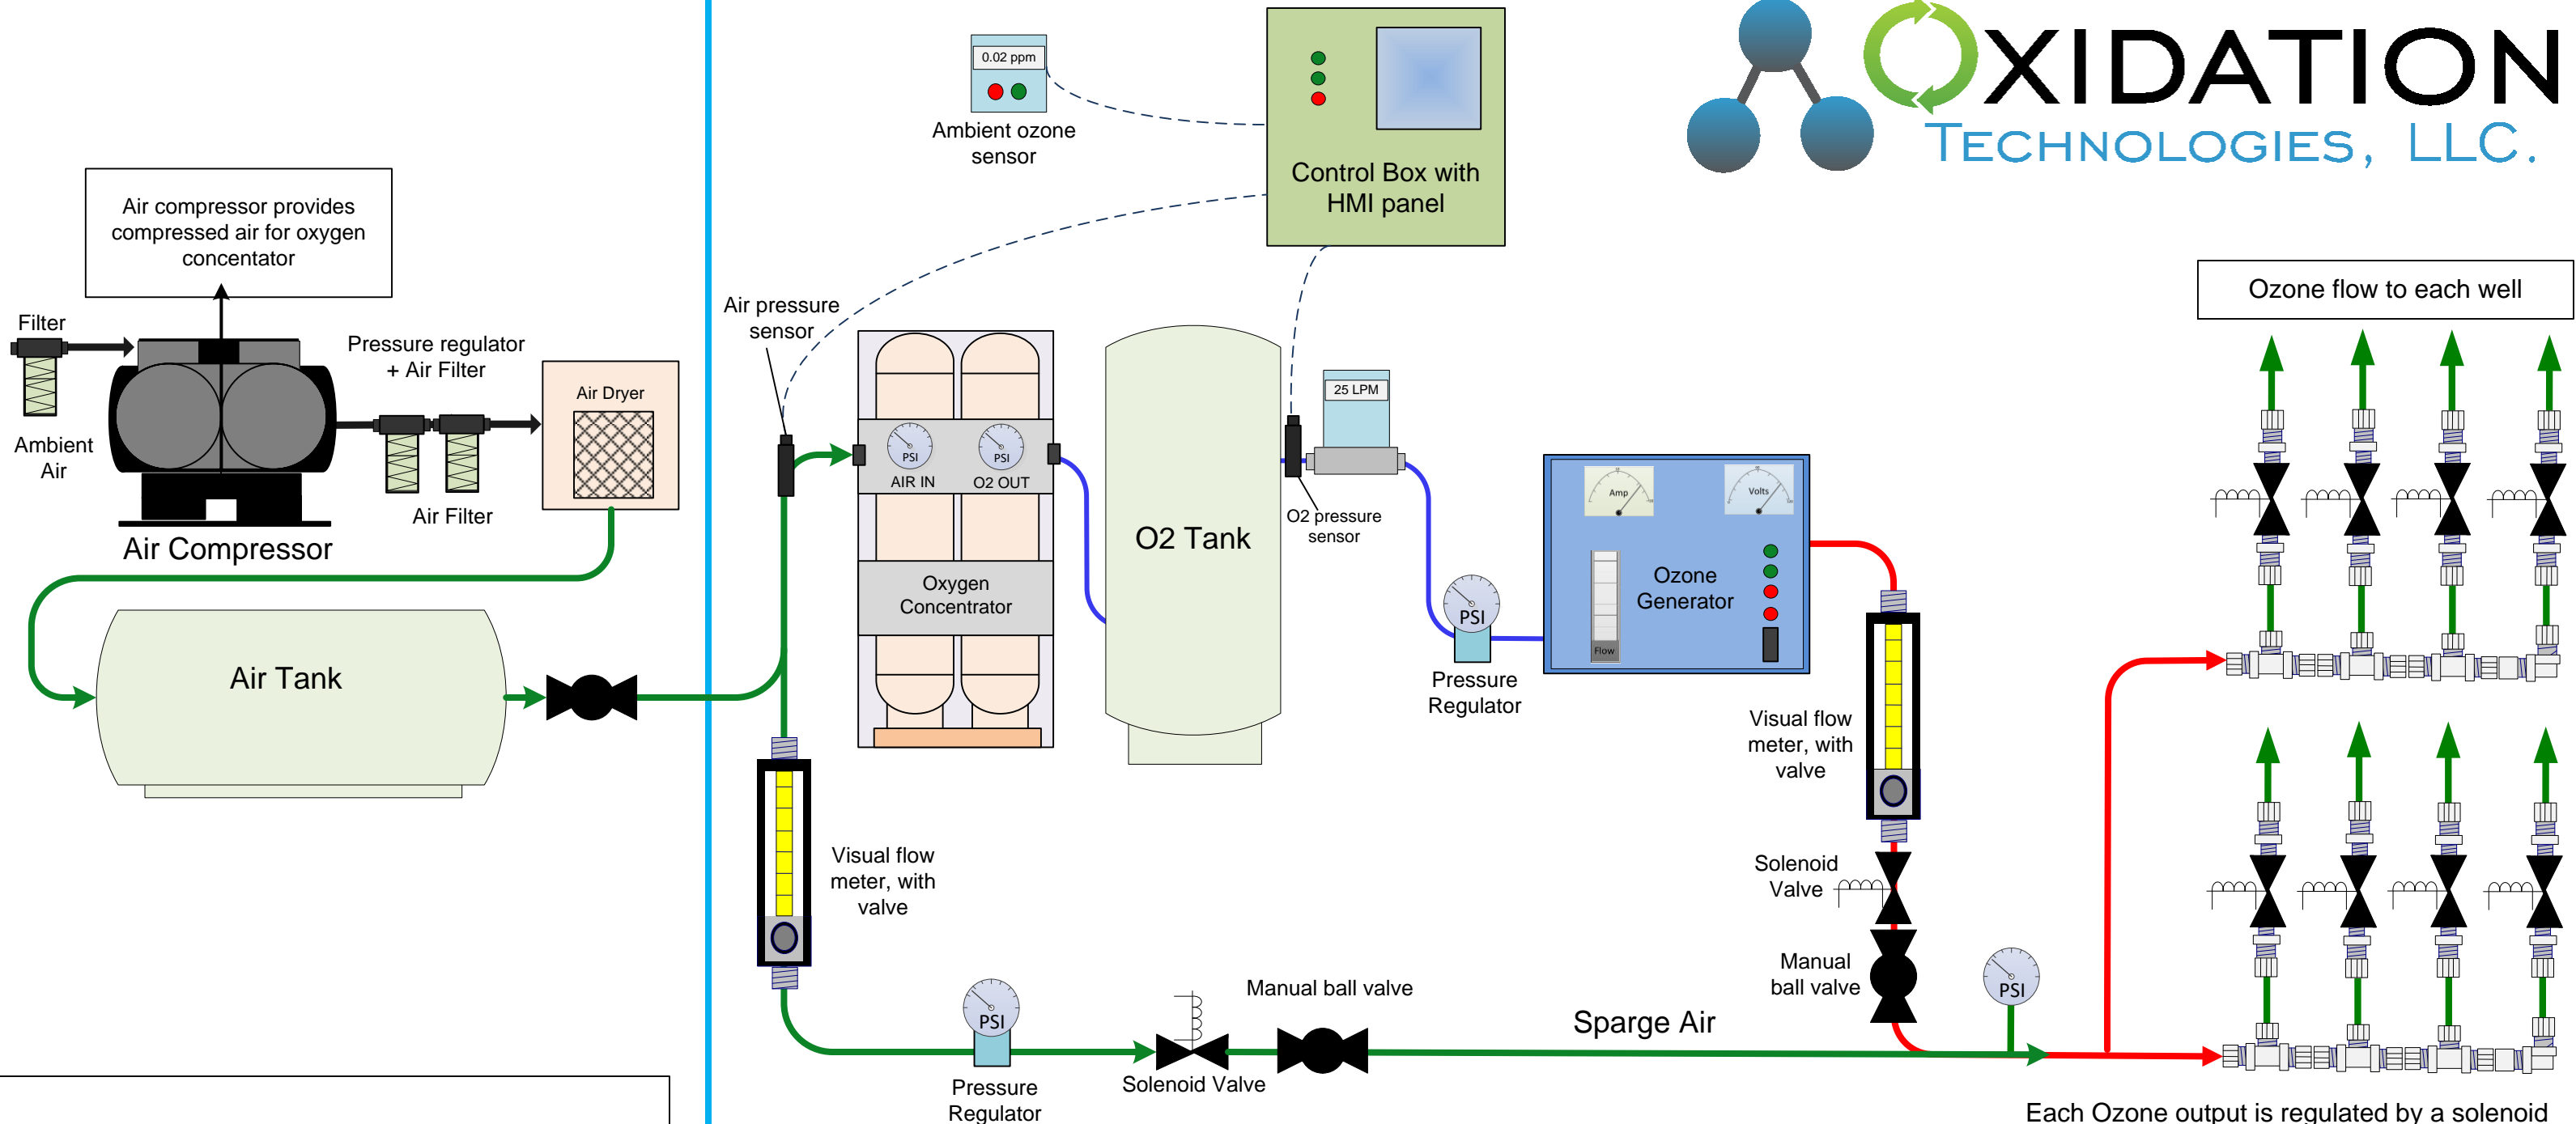 0.02 ppm
Ambient ozone
sensor
Control Box with
HMI panel
OXIDATION
TECHNOLOGIES, LLC.
Air compressor provides
compressed air for oxygen
concentator
Filter
Ambient
Air
Pressure regulator
+ Air Filter
Air Filter
Air Dryer
Air Compressor
Air Tank
Air pressure
sensor
PSI
PSI
AIR IN
O2 OUT
Oxygen
Concentrator
O2 Tank
25 LPM
O2 pressure
sensor
PSI
Pressure
Regulator
Amp
Volts
Ozone
Generator
Flow
Ozone flow to each well
Visual flow
meter, with
valve
Visual flow
meter, with
valve
Solenoid
Valve
Manual
ball valve
PSI
PSI
Pressure
Regulator
Solenoid Valve
Manual ball valve
Sparge Air
Each Ozone output is regulated by a solenoid